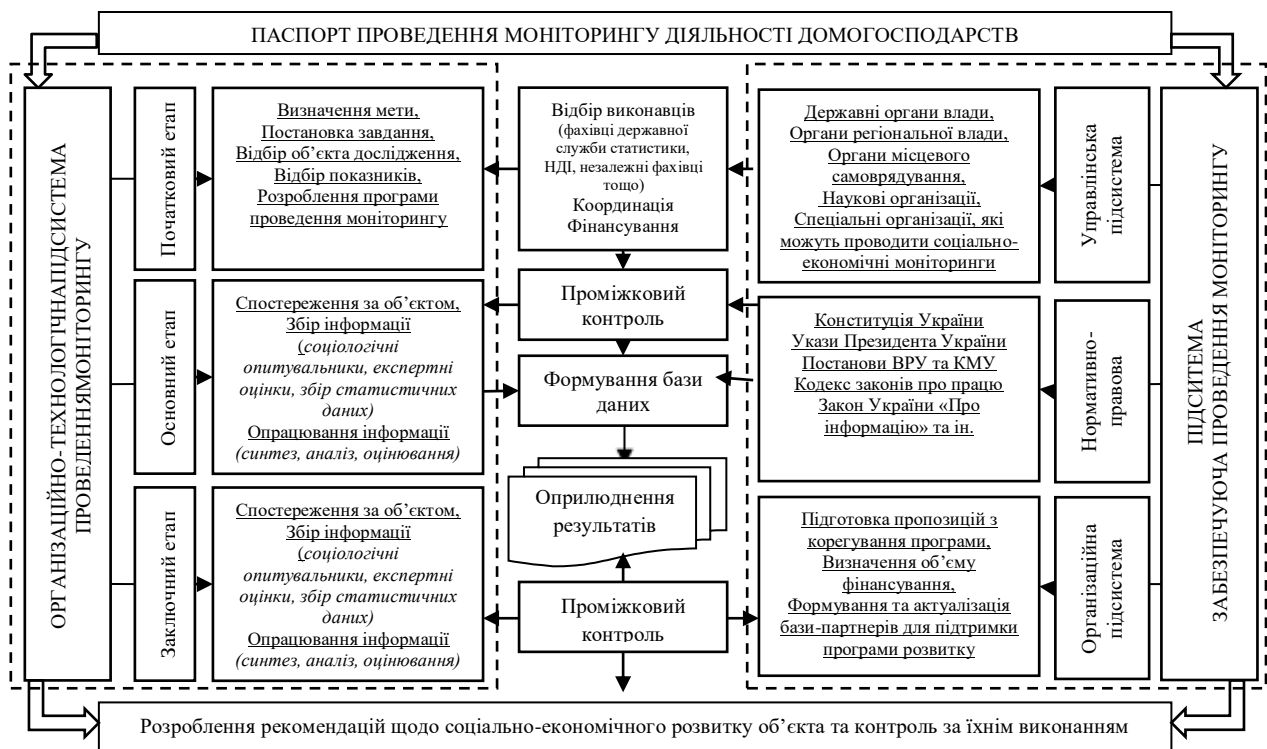 ПАСПОРТ ПРОВЕДЕННЯ МОНІТОРИНГУ ДІЯЛЬНОСТІ ДОМОГОСПОДАРСТВ
ОРГАНІЗАЦІЙНО-ТЕХНОЛОГІЧНАПІДСИСТЕМА
ПРОВЕДЕННЯМОНІТОРИНГУ
Початковий етап
Визначення мети,
Постановка завдання,
Відбір об’єкта дослідження,
Відбір показників,
Розроблення програми
проведення моніторингу
Основний етап
Спостереження за об’єктом,
Збір інформації
(соціологічні
опитувальники, експертні
оцінки, збір статистичних
даних)
Опрацювання інформації
(синтез, аналіз, оцінювання)
Заключний етап
Спостереження за об’єктом,
Збір інформації
(соціологічні
опитувальники, експертні
оцінки, збір статистичних
даних)
Опрацювання інформації
(синтез, аналіз, оцінювання)
Відбір виконавців
(фахівці державної
служби статистики,
НДІ, незалежні фахівці
тощо)
Координація
Фінансування
Проміжковий
контроль
Формування бази
даних
Оприлюднення
результатів
Проміжковий
контроль
Державні органи влади,
Органи регіональної влади,
Органи місцевого
самоврядування,
Наукові організації,
Спеціальні організації, які
можуть проводити соціально-
економічні моніторинги
Управлінська
підсистема
Конституція України
Укази Президента України
Постанови ВРУ та КМУ
Кодекс законів про працю
Закон України «Про
інформацію» та ін.
Нормативно-
правова
Підготовка пропозицій з
корегування програми,
Визначення об’єму
фінансування,
Формування та актуалізація
бази-партнерів для підтримки
програми розвитку
Організаційна
підсистема
ПІДСИТЕМА
ЗАБЕЗПЕЧУЮЧА ПРОВЕДЕННЯ МОНІТОРИНГУ
Розроблення рекомендацій щодо соціально-економічного розвитку об’єкта та контроль за їхнім виконанням